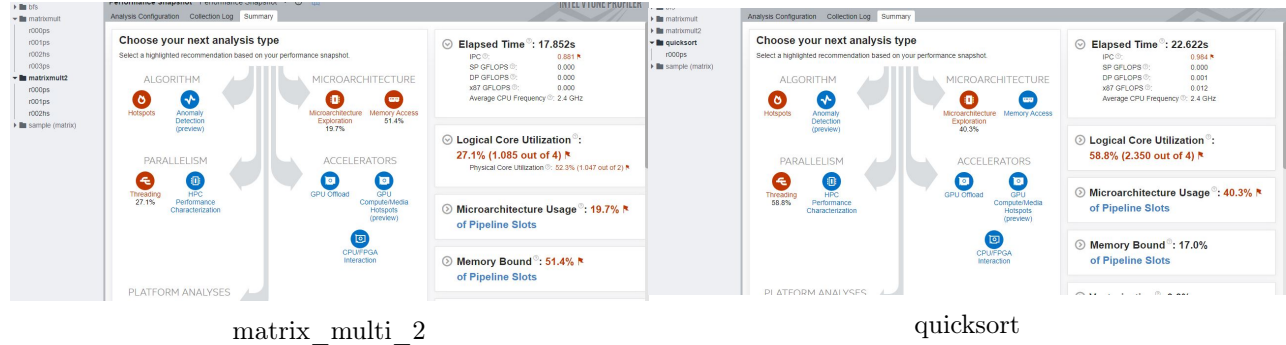 Performance Snapshot Performance Snapshot
INTEL VTUNE PROFILER
Analysis Configuration Collection Log Summary
bfs
matrixmult
r000ps
r001ps
r002hs
r003ps
matrixmult2
r000ps
r001ps
r002hs
sample (matrix)
Choose your next analysis type
Select a highlighted recommendation based on your performance snapshot.
ALGORITHM
Hotspots
Anomaly
Detection
(preview)
MICROARCHITECTURE
Microarchitecture
Exploration
19.7%
Memory Access
51.4%
PARALLELISM
Threading
27.1%
HPC
Performance
Characterization
ACCELERATORS
GPU Offload
GPU
Compute/Media
Hotspots
(preview)
CPU/FPGA
Interaction
PLATFORM ANALYSES
Elapsed Time : 17.852s
IPC : 0.881
SP GFLOPS : 0.000
DP GFLOPS : 0.000
x87 GFLOPS : 0.000
Average CPU Frequency : 2.4 GHz
Logical Core Utilization :
27.1% (1.085 out of 4)
Physical Core Utilization : 52.3% (1.047 out of 2)
Microarchitecture Usage : 19.7%
of Pipeline Slots
Memory Bound : 51.4%
of Pipeline Slots
matrix_multi_2
bfs
matrixmult
matrixmult2
quicksort
r000ps
sample (matrix)
Analysis Configuration Collection Log Summary
Choose your next analysis type
Select a highlighted recommendation based on your performance snapshot.
ALGORITHM
Hotspots
Anomaly
Detection
(preview)
MICROARCHITECTURE
Microarchitecture
Exploration
40.3%
Memory Access
PARALLELISM
Threading
58.8%
HPC
Performance
Characterization
ACCELERATORS
GPU Offload
GPU
Compute/Media
Hotspots
(preview)
CPU/FPGA
Interaction
PLATFORM ANALYSES
Elapsed Time : 22.622s
IPC : 0.984
SP GFLOPS : 0.000
DP GFLOPS : 0.001
x87 GFLOPS : 0.012
Average CPU Frequency : 2.4 GHz
Logical Core Utilization :
58.8% (2.350 out of 4)
Microarchitecture Usage : 40.3%
of Pipeline Slots
Memory Bound : 17.0%
of Pipeline Slots
quicksort